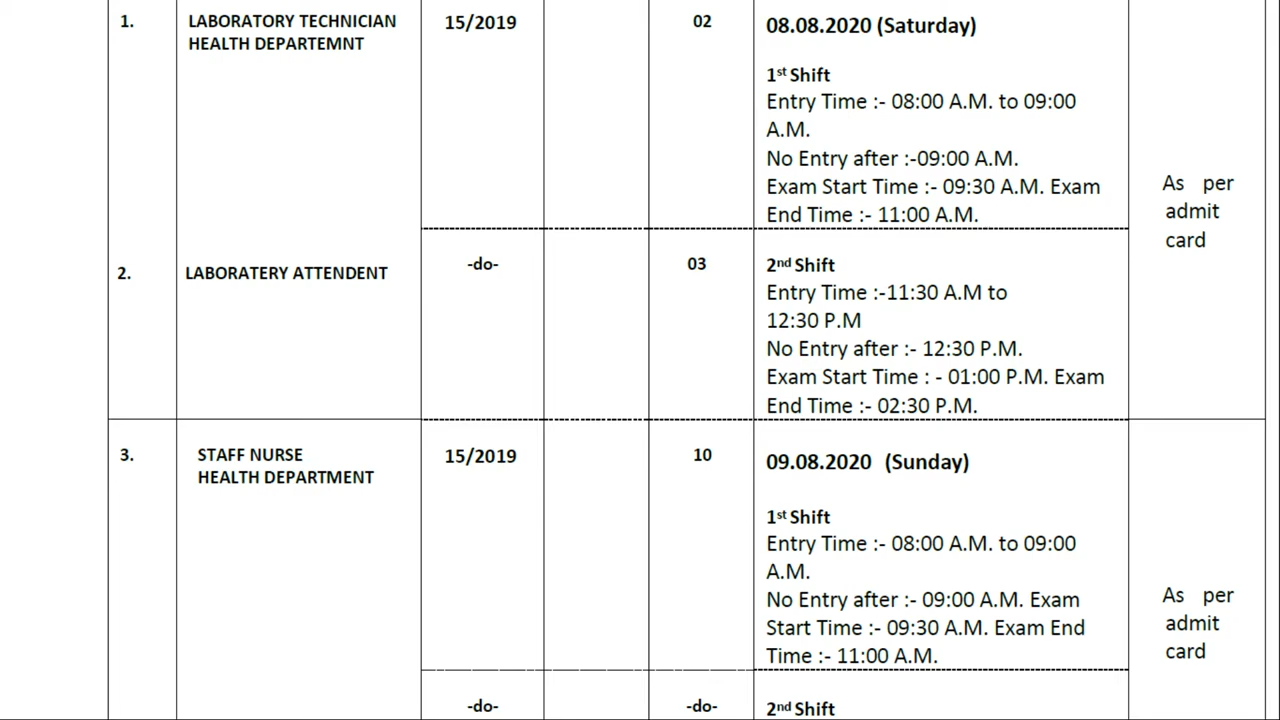 1. LABORATORY TECHNICIAN 15/2019 02 08.08.2020 (Saturday)
HEALTH DEPARTEMNT
1st Shift
Entry Time :- 08:00 A.M. to 09:00
A.M.
No Entry after :-09:00 A.M.
Exam Start Time :- 09:30 A.M. Exam
End Time :- 11:00 A.M.
As per
admit
card
2. LABORATERY ATTENDENT -do- 03 2nd Shift
Entry Time :-11:30 A.M to
12:30 P.M
No Entry after :- 12:30 P.M.
Exam Start Time : - 01:00 P.M. Exam
End Time :- 02:30 P.M.
3. STAFF NURSE 15/2019 10 09.08.2020 (Sunday)
HEALTH DEPARTMENT
1st Shift
Entry Time :- 08:00 A.M. to 09:00
A.M.
No Entry after :- 09:00 A.M. Exam
Start Time :- 09:30 A.M. Exam End
Time :- 11:00 A.M.
As per
admit
card
-do- -do- 2nd Shift